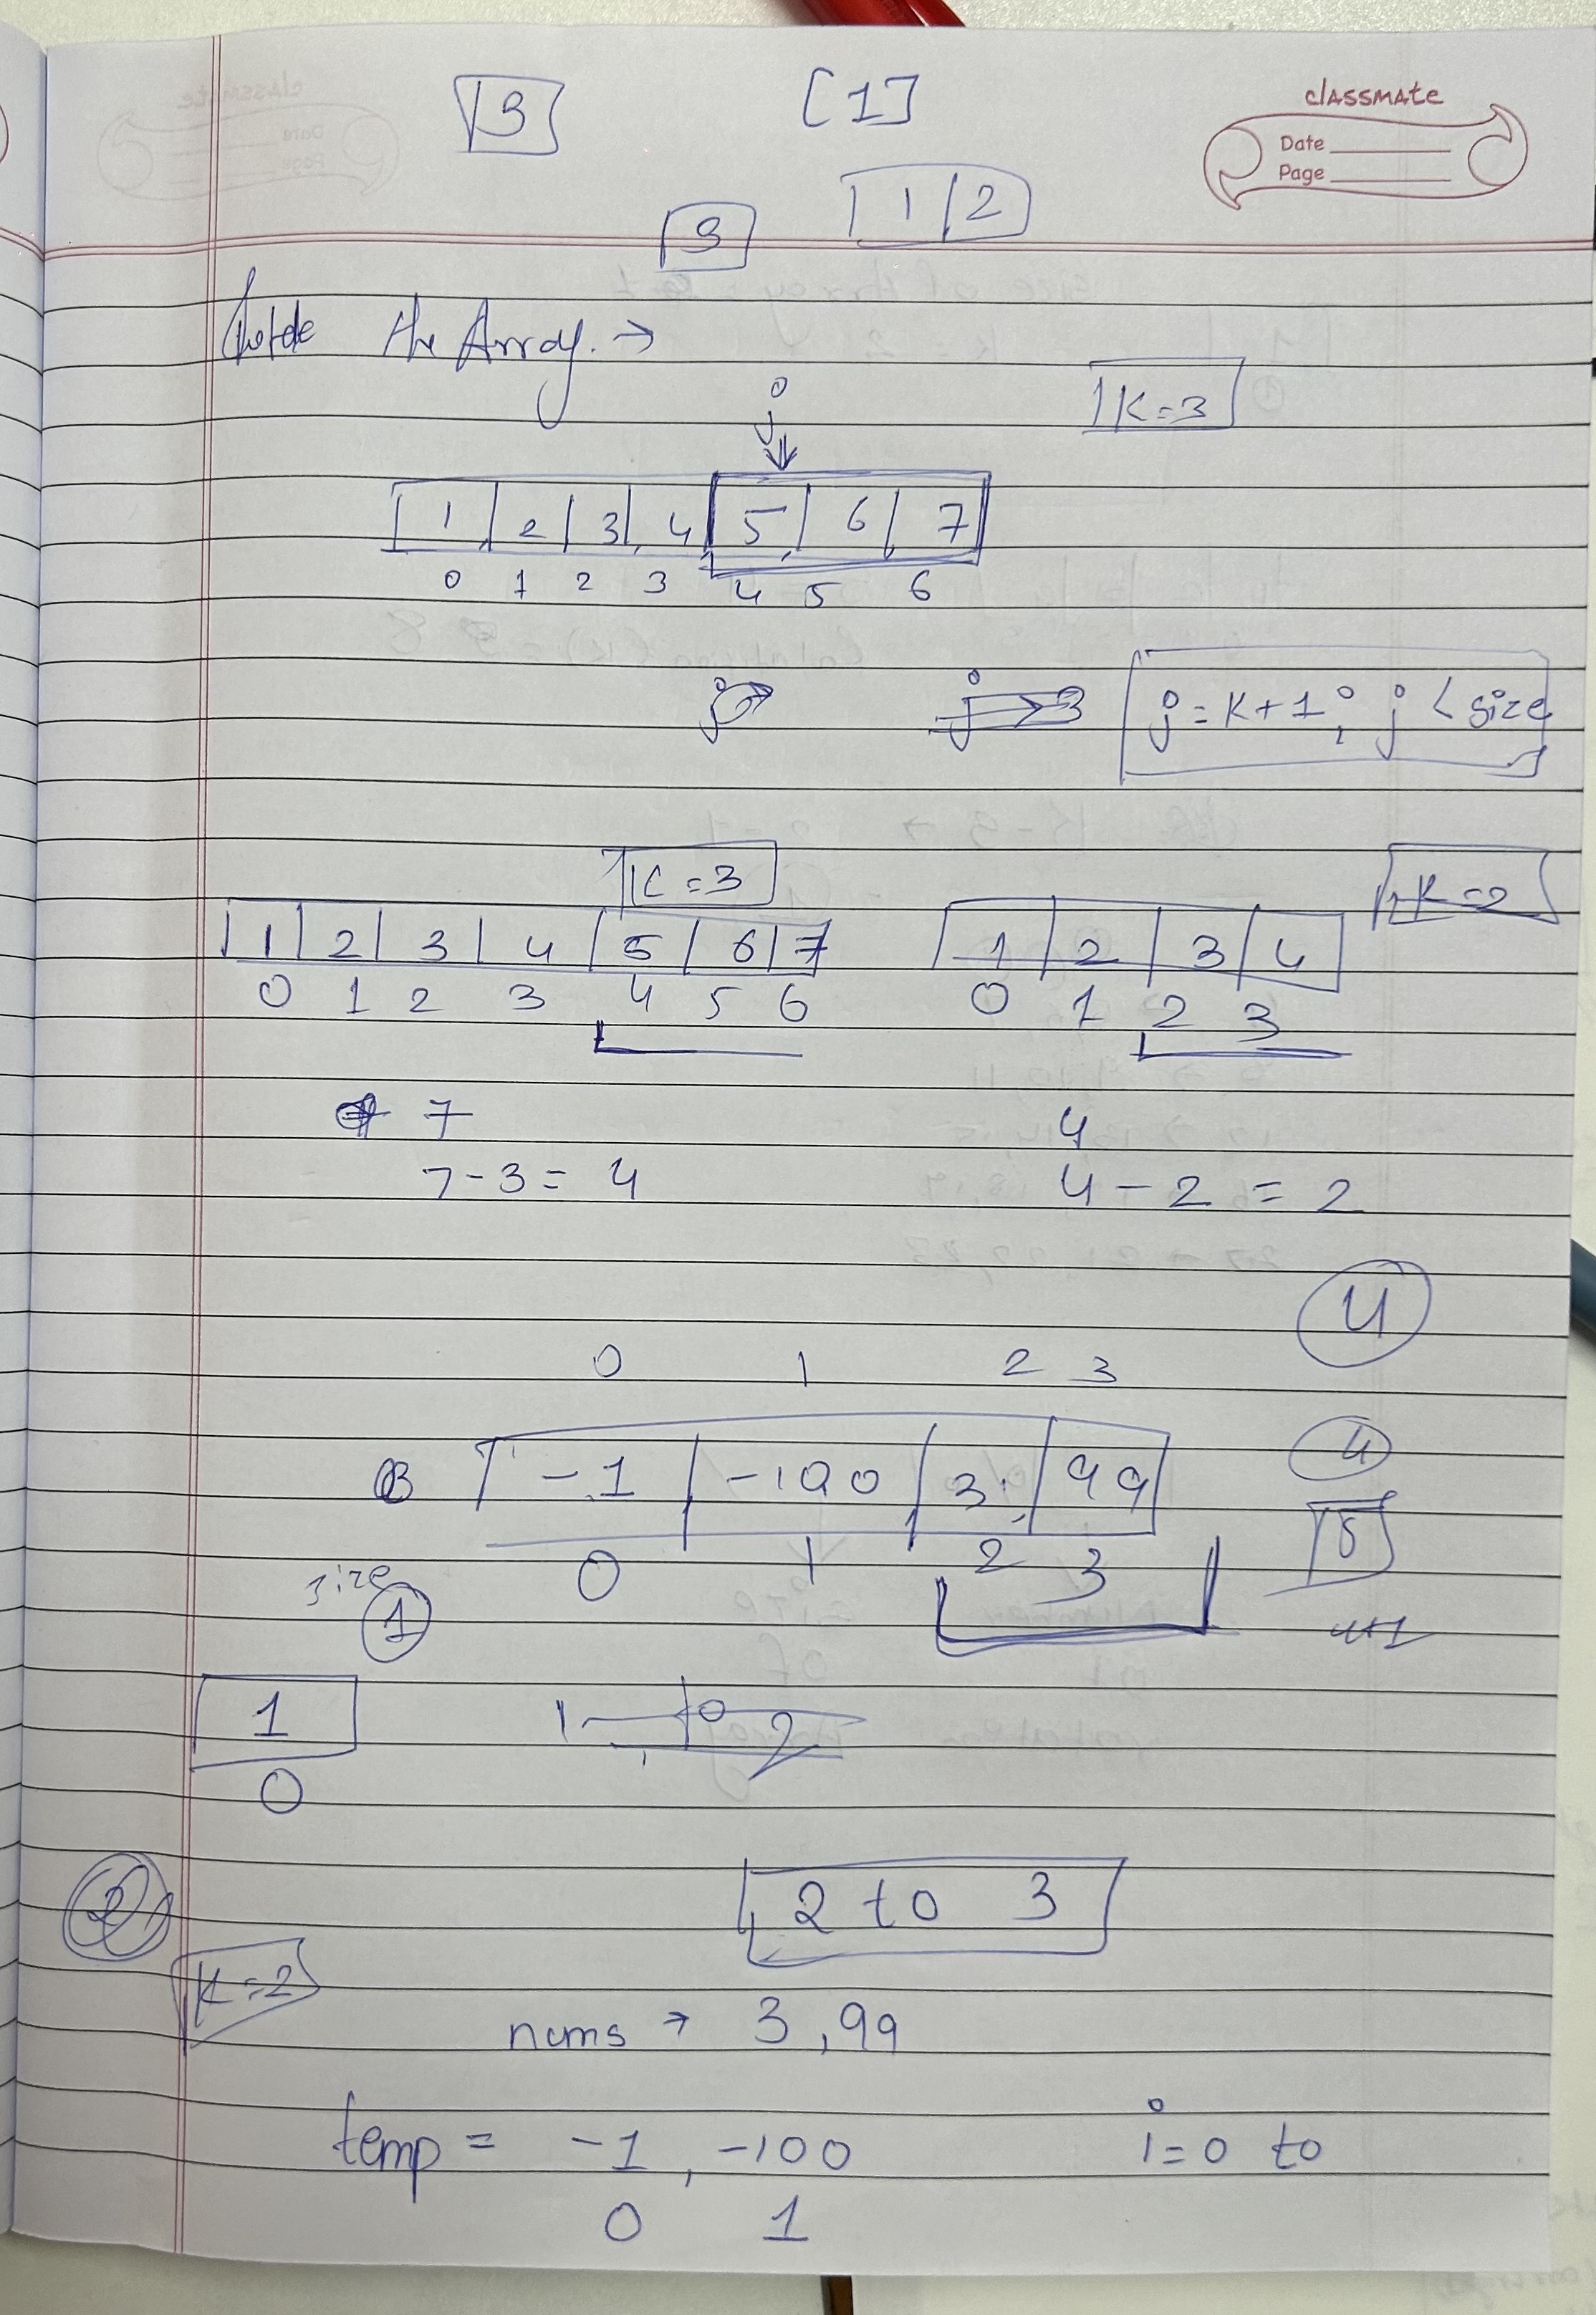 3 [1]
classmate
Date
Page
1 2
3
the Array. →
j K=3
1 2 3 4 5 6 7
0 1 2 3 4 5 6
j j → 3 j = K+1; j < size
K=3 K=2
1 2 3 4 5 6 7 1 2 3 4
0 1 2 3 4 5 6 0 1 2 3
7 4
7-3= 4 4-2=2
4
0 1 2 3
-1 -100 3 99 4
0 1 2 3 5
size
1 4+1
1
0
2 to 3
2
K=2
nums → 3,99
temp = -1, -100 i=0 to
0 1